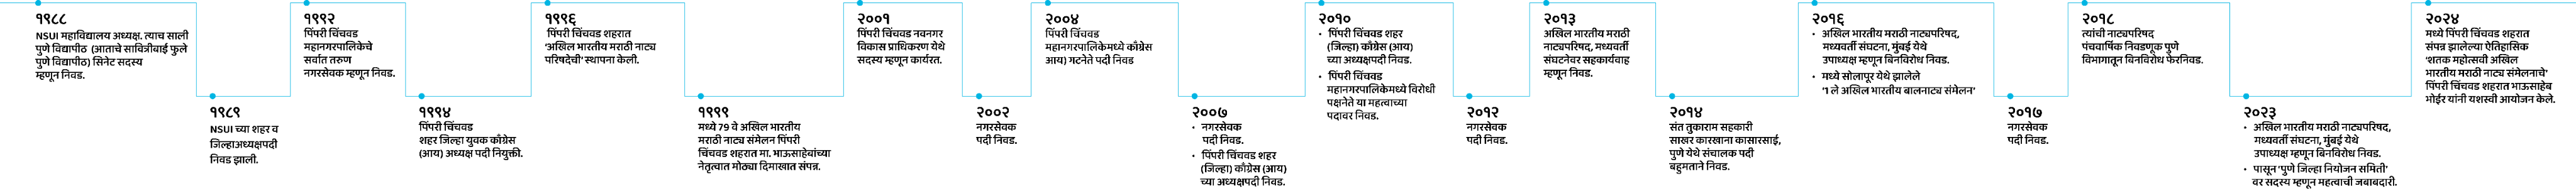 १९८८
NSUI महाविद्यालय अध्यक्ष. त्याच साली
पुणे विद्यापीठ (आताचे सावित्रीबाई फुले
पुणे विद्यापीठ) सिनेट सदस्य
म्हणून निवड.
१९८९
NSUI च्या शहर व
जिल्हाअध्यक्षपदी
निवड झाली.
१९९२
पिंपरी चिंचवड
महानगरपालिकेचे
सर्वात तरुण
नगरसेवक म्हणून निवड.
१९९४
पिंपरी चिंचवड
शहर जिल्हा युवक काँग्रेस
(आय) अध्यक्ष पदी नियुक्ती.
१९९६
पिंपरी चिंचवड शहरात
'अखिल भारतीय मराठी नाट्य
परिषदेची' स्थापना केली.
१९९९
मध्ये 79 वे अखिल भारतीय
मराठी नाट्य संमेलन पिंपरी
चिंचवड शहरात मा. भाऊसाहेबांच्या
नेतृत्वात मोठ्या दिमाखात संपन्न.
२००१
पिंपरी चिंचवड नवनगर
विकास प्राधिकरण येथे
सदस्य म्हणून कार्यरत.
२००२
नगरसेवक
पदी निवड.
२००४
पिंपरी चिंचवड
महानगरपालिकेमध्ये काँग्रेस
आय) गटनेते पदी निवड
२००७
• नगरसेवक
पदी निवड.
• पिंपरी चिंचवड शहर
(जिल्हा) काँग्रेस (आय)
च्या अध्यक्षपदी निवड.
२०१०
• पिंपरी चिंचवड शहर
(जिल्हा) काँग्रेस (आय)
च्या अध्यक्षपदी निवड.
• पिंपरी चिंचवड
महानगरपालिकेमध्ये विरोधी
पक्षनेते या महत्वाच्या
पदावर निवड.
२०१२
नगरसेवक
पदी निवड.
२०१३
अखिल भारतीय मराठी
नाट्यपरिषद, मध्यवर्ती
संघटनेवर सहकार्यवाह
म्हणून निवड.
२०१४
संत तुकाराम सहकारी
साखर कारखाना कासारसाई,
पुणे येथे संचालक पदी
बहुमताने निवड.
२०१६
• अखिल भारतीय मराठी नाट्यपरिषद,
मध्यवर्ती संघटना, मुंबई येथे
उपाध्यक्ष म्हणून बिनविरोध निवड.
• मध्ये सोलापूर येथे झालेले
'1 ले अखिल भारतीय बालनाट्य संमेलन'
२०१७
नगरसेवक
पदी निवड.
२०१८
त्यांची नाट्यपरिषद
पंचवार्षिक निवडणूक पुणे
विभागातून बिनविरोध फेरनिवड.
२०२३
• अखिल भारतीय मराठी नाट्यपरिषद,
मध्यवर्ती संघटना, मुंबई येथे
उपाध्यक्ष म्हणून बिनविरोध निवड.
• पासून 'पुणे जिल्हा नियोजन समिती'
वर सदस्य म्हणून महत्वाची जबाबदारी.
२०२४
मध्ये पिंपरी चिंचवड शहरात
संपन्न झालेल्या ऐतिहासिक
'शतक महोत्सवी अखिल
भारतीय मराठी नाट्य संमेलनाचे'
पिंपरी चिंचवड शहरात भाऊसाहेब
भोईर यांनी यशस्वी आयोजन केले.